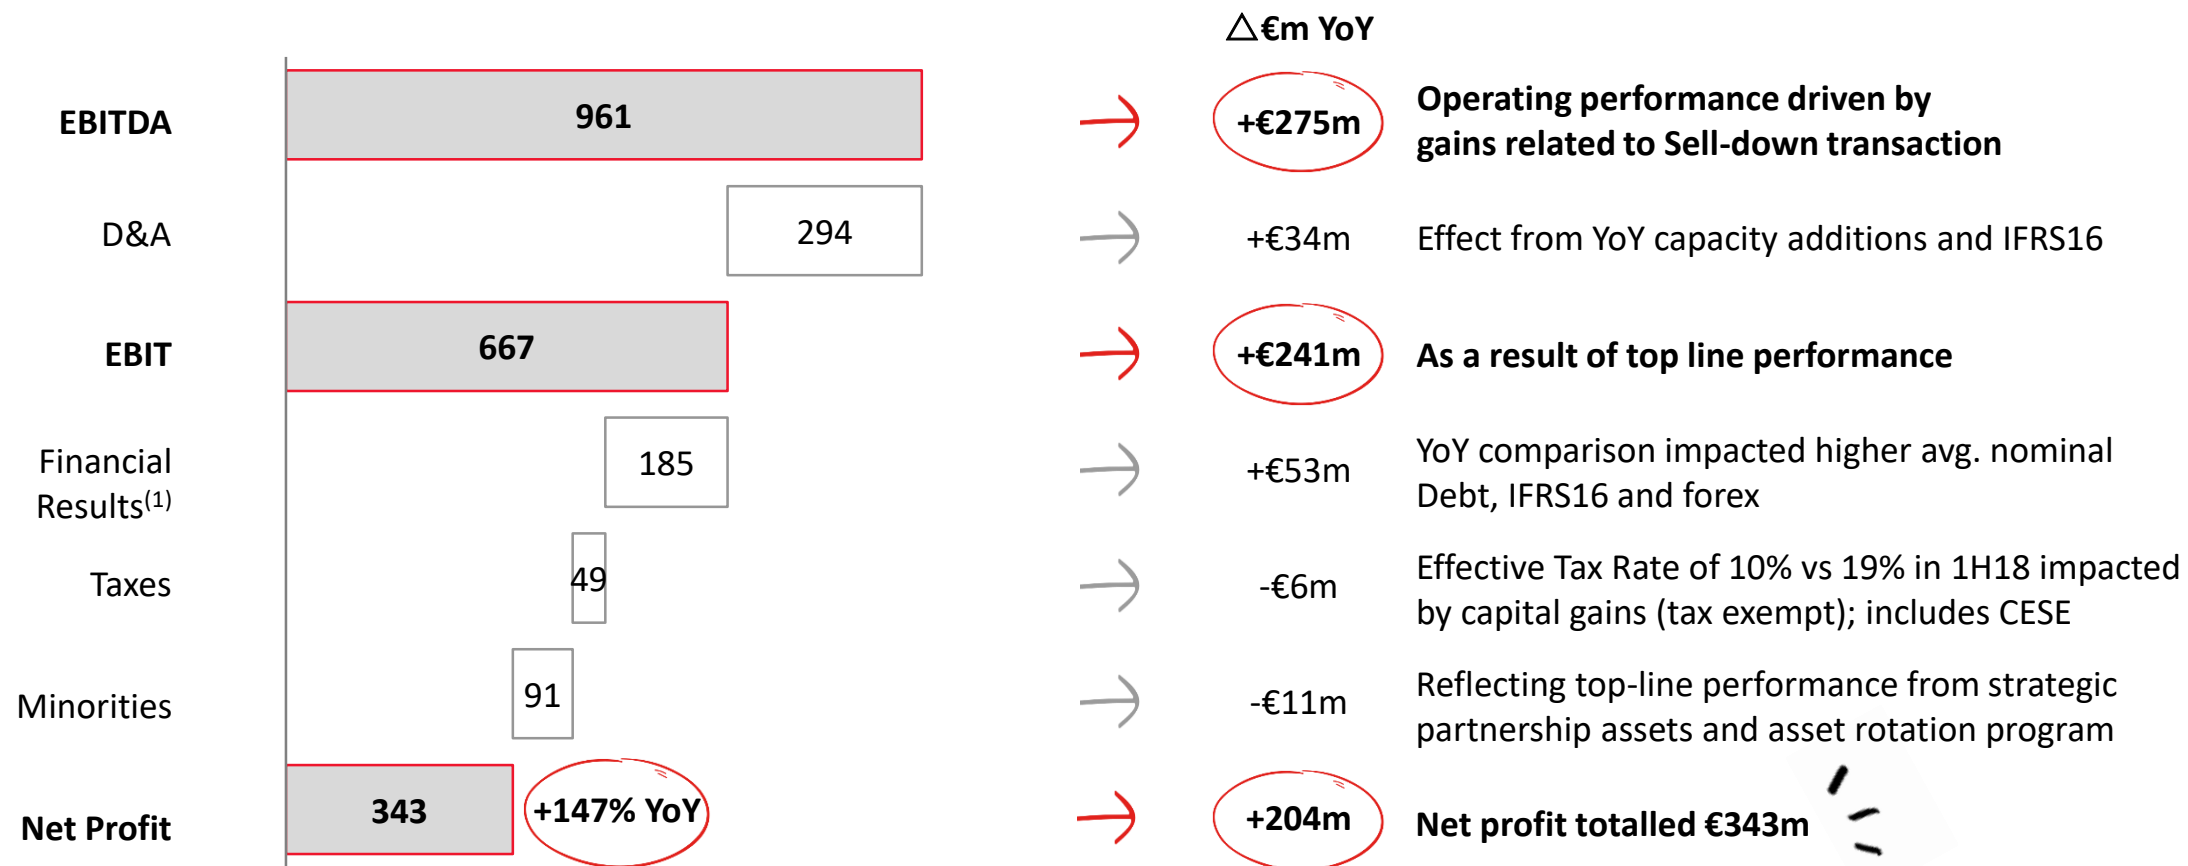 △€m YoY
EBITDA
961
+€275m
Operating performance driven by
gains related to Sell-down transaction
D&A
294
+€34m
Effect from YoY capacity additions and IFRS16
EBIT
667
+€241m
As a result of top line performance
Financial
Results(1)
185
+€53m
YoY comparison impacted higher avg. nominal
Debt, IFRS16 and forex
Taxes
49
-€6m
Effective Tax Rate of 10% vs 19% in 1H18 impacted
by capital gains (tax exempt); includes CESE
Minorities
91
-€11m
Reflecting top-line performance from strategic
partnership assets and asset rotation program
Net Profit
343
+147% YoY
+204m
Net profit totalled €343m